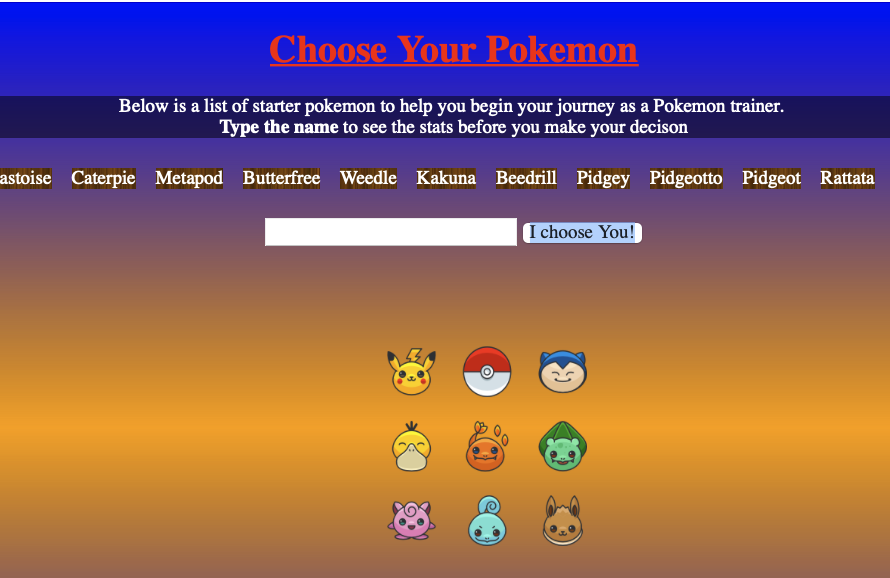 Choose Your Pokemon
Below is a list of starter pokemon to help you begin your journey as a Pokemon trainer.
Type the name to see the stats before you make your decison
astoise Caterpie Metapod Butterfree Weedle Kakuna Beedrill Pidgey Pidgeotto Pidgeot Rattata
I choose You!